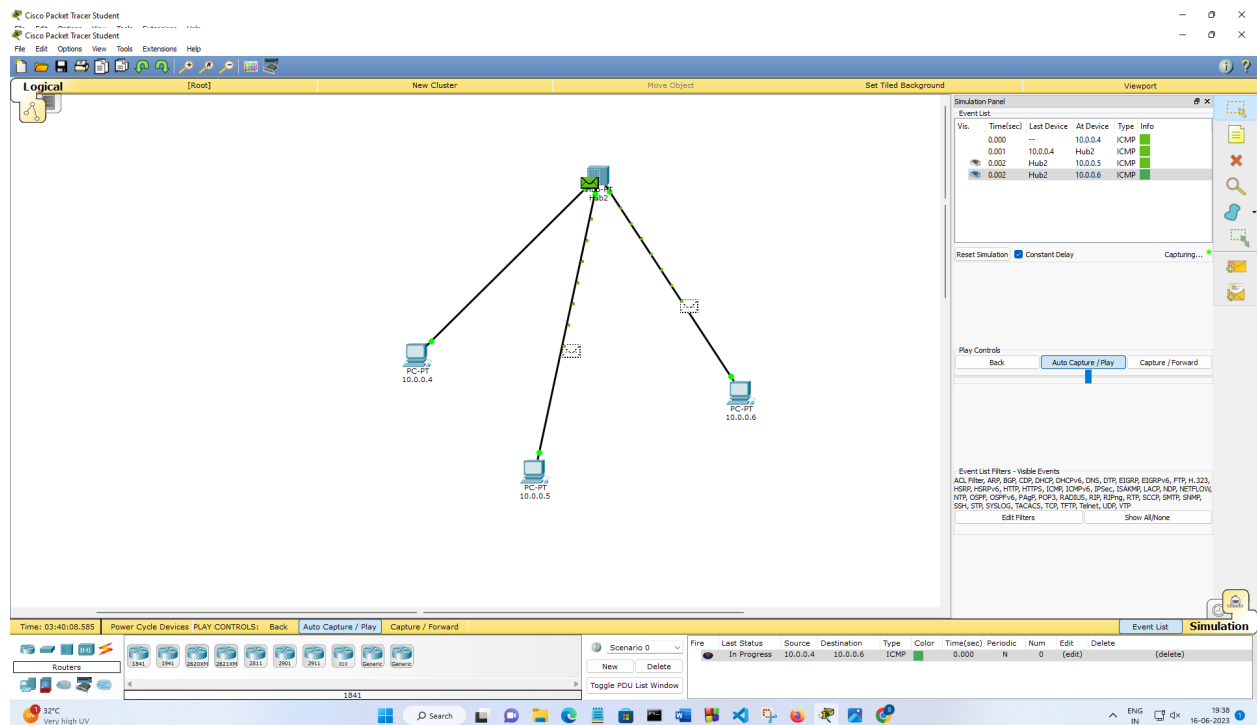 Cisco Packet Tracer Student
Cisco Packet Tracer Student
File Edit Options View Tools Extensions Help
Logical [Root] New Cluster Move Object Set Tiled Background Viewport
Simulation Panel
Event List
Vis. Time(sec) Last Device At Device Type Info
0.000 -- 10.0.0.4 ICMP
0.001 10.0.0.4 Hub2 ICMP
0.002 Hub2 10.0.0.5 ICMP
0.002 Hub2 10.0.0.6 ICMP
Reset Simulation Constant Delay Capturing... *
Hub-PT
Hub2
PC-PT
10.0.0.4
PC-PT
10.0.0.6
PC-PT
10.0.0.5
Play Controls
Back Auto Capture / Play Capture / Forward
Event List Filters - Visible Events
ACL Filter, ARP, BGP, CDP, DHCP, DHCPv6, DNS, DTP, EIGRP, EIGRPv6, FTP, H.323,
HSRP, HSRPv6, HTTP, HTTPS, ICMP, ICMPv6, IPSec, ISAKMP, LACP, NDP, NETFLOW,
NTP, OSPF, OSPFv6, PAgP, POP3, RADIUS, RIP, RIPng, RTP, SCCP, SMTP, SNMP,
SSH, STP, SYSLOG, TACACS, TCP, TFTP, Telnet, UDP, VTP
Edit Filters Show All/None
Time: 03:40:08.585 Power Cycle Devices PLAY CONTROLS: Back Auto Capture / Play Capture / Forward Event List Simulation
Routers
1841 1941 2620XM 2621XM 2811 2901 2911 819 Generic Generic
1841
Scenario 0
New Delete
Toggle PDU List Window
Fire Last Status Source Destination Type Color Time(sec) Periodic Num Edit Delete
In Progress 10.0.0.4 10.0.0.6 ICMP 0.000 N 0 (edit) (delete)
32°C
Very high UV
Search
ENG
IN
19:38
16-06-2023